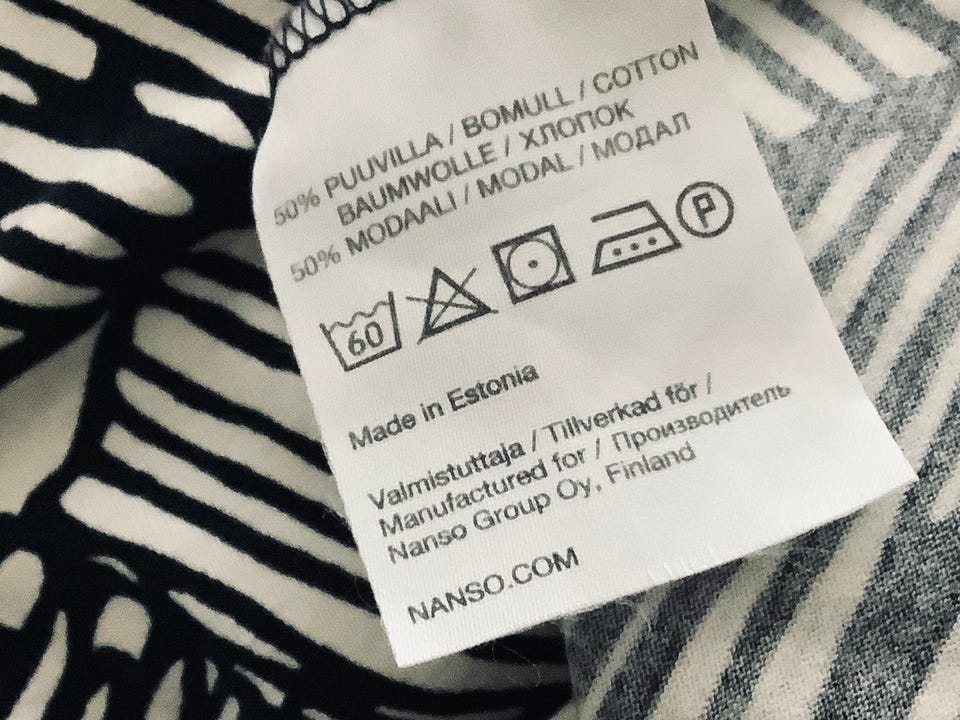 50% PUUVILLA / BOMULL / COTTON
BAUMWOLLE / ХЛОПОК
50% MODAALI / MODAL / МОДАЛ
60 P
Made in Estonia
Valmistuttaja / Tillverkad för /
Manufactured for / Производитель
Nanso Group Oy, Finland
NANSO.COM